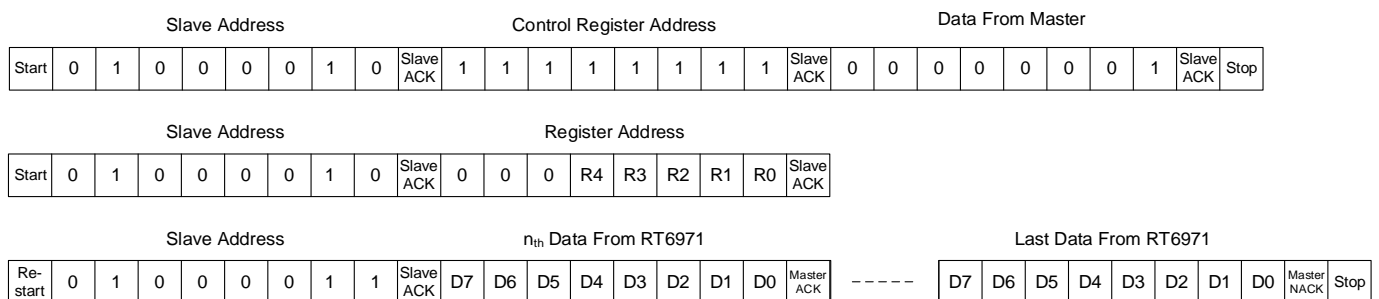 Slave Address Control Register Address Data From Master
Start 0 1 0 0 0 0 1 0 Slave ACK 1 1 1 1 1 1 1 1 Slave ACK 0 0 0 0 0 0 0 1 Slave ACK Stop
Slave Address Register Address
Start 0 1 0 0 0 0 1 0 Slave ACK 0 0 0 R4 R3 R2 R1 R0 Slave ACK
Slave Address nth Data From RT6971 Last Data From RT6971
Re-start 0 1 0 0 0 0 1 1 Slave ACK D7 D6 D5 D4 D3 D2 D1 D0 Master ACK ----- D7 D6 D5 D4 D3 D2 D1 D0 Master NACK Stop